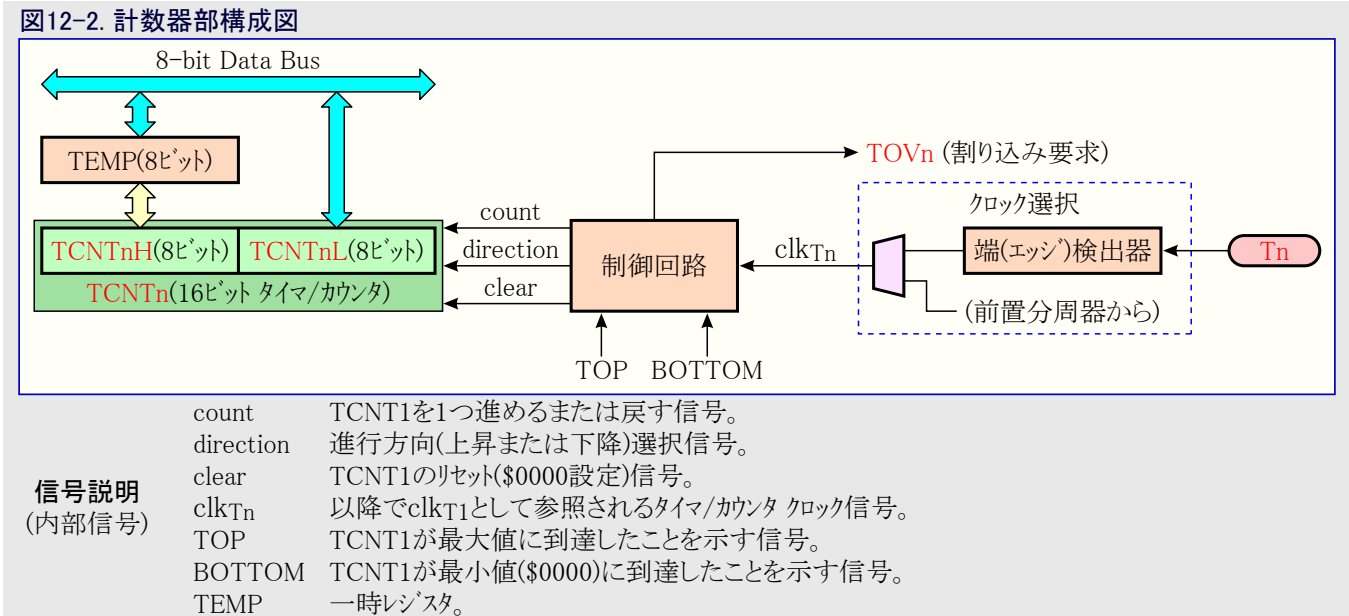 図12-2. 計数器部構成図
8-bit Data Bus
TEMP(8ビット)
TOVn (割り込み要求)
クロック選択
count
TCNTnH(8ビット) TCNTnL(8ビット)
direction
制御回路
clkTn
端(エッジ)検出器
Tn
TCNTn(16ビット タイマ/カウンタ)
clear
(前置分周器から)
TOP BOTTOM
信号説明
(内部信号)
count TCNT1を1つ進めるまたは戻す信号。
direction 進行方向(上昇または下降)選択信号。
clear TCNT1のリセット($0000設定)信号。
clkTn 以降でclkT1として参照されるタイマ/カウンタ クロック信号。
TOP TCNT1が最大値に到達したことを示す信号。
BOTTOM TCNT1が最小値($0000)に到達したことを示す信号。
TEMP 一時レジスタ。